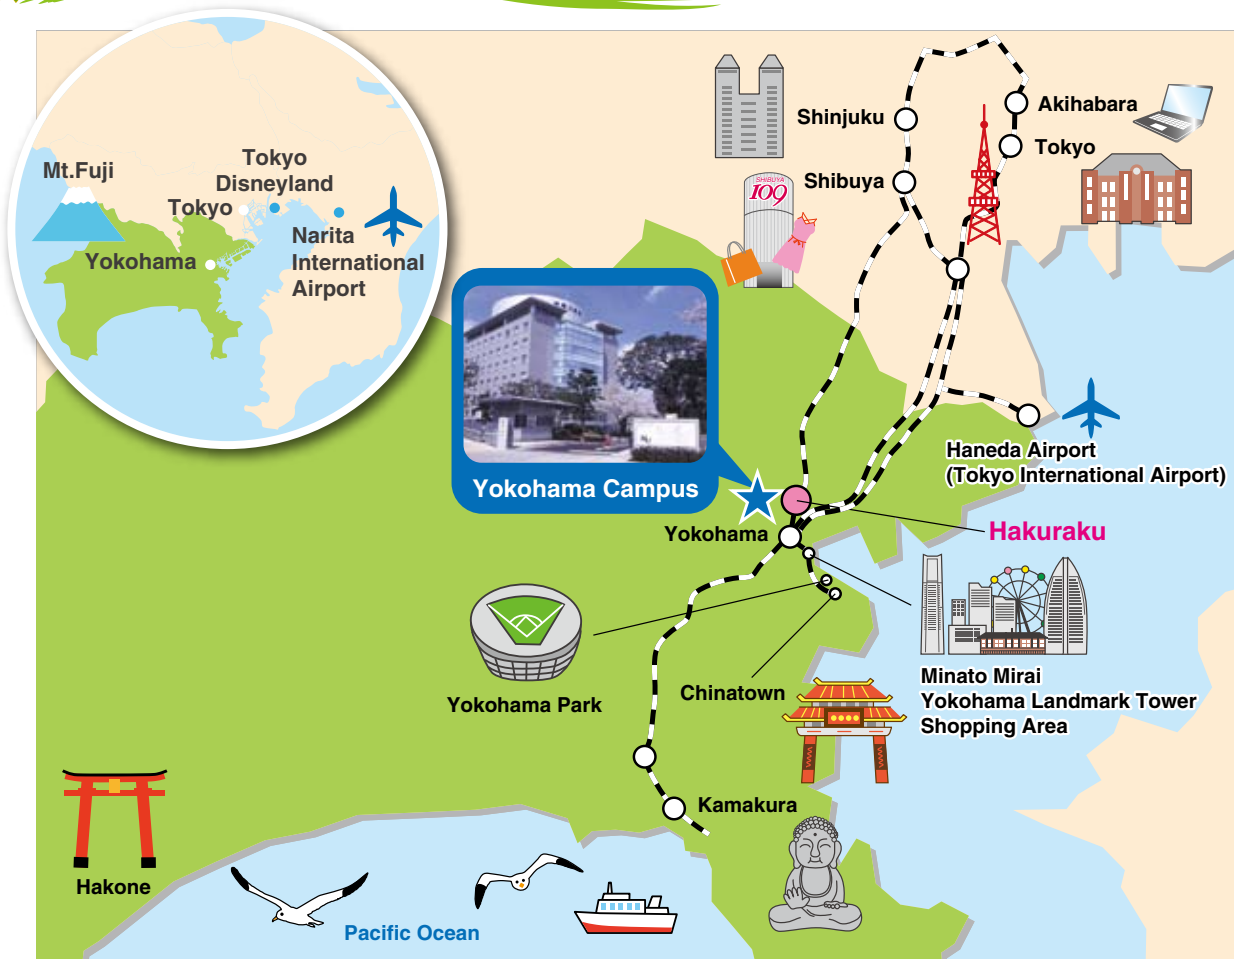 Mt.Fuji
Tokyo
Disneyland
Tokyo
Yokohama
Narita
International
Airport
Shinjuku
Akihabara
Tokyo
Shibuya
SHIBUYA
109
Haneda Airport
(Tokyo International Airport)
Yokohama Campus
Yokohama
Hakuraku
Minato Mirai
Yokohama Landmark Tower
Shopping Area
Chinatown
Yokohama Park
Kamakura
Hakone
Pacific Ocean